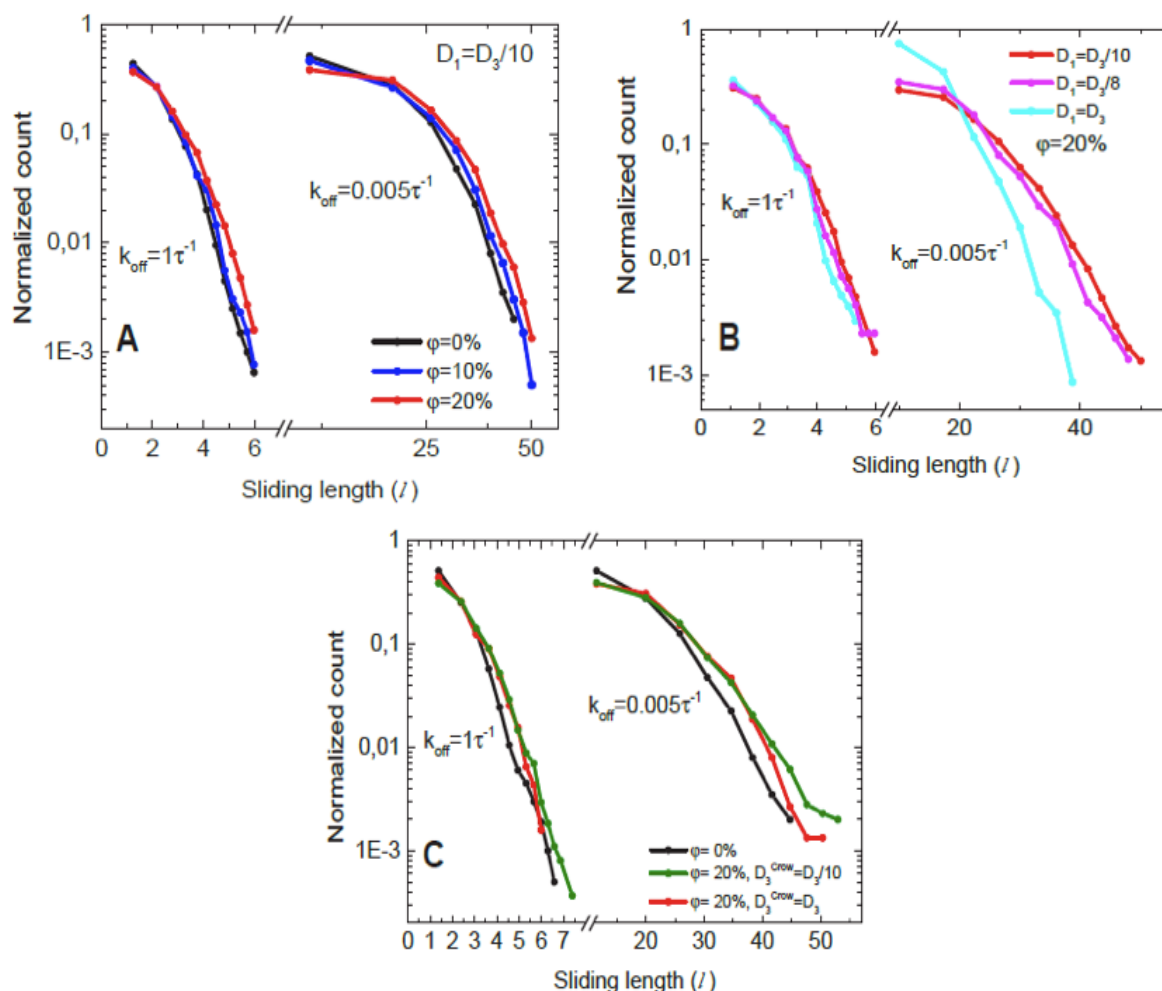 D₁=D₃/10
Normalized count
1
0,1
0,01
1E-3
kₒff=1τ⁻¹
kₒff=0.005τ⁻¹
A
φ=0%
φ=10%
φ=20%
0 2 4 6 25 50
Sliding length (l)
B
D₁=D₃/10
D₁=D₃/8
D₁=D₃
φ=20%
Normalized count
1
0,1
0,01
1E-3
kₒff=1τ⁻¹
kₒff=0.005τ⁻¹
0 2 4 6 20 40
Sliding length (l)
Normalized count
1
0,1
0,01
1E-3
kₒff=1τ⁻¹
kₒff=0.005τ⁻¹
C
φ= 0%
φ= 20%, D₃ᶜʳᵒʷ=D₃/10
φ= 20%, D₃ᶜʳᵒʷ=D₃
0 1 2 3 4 5 6 7 20 30 40 50
Sliding length (l)